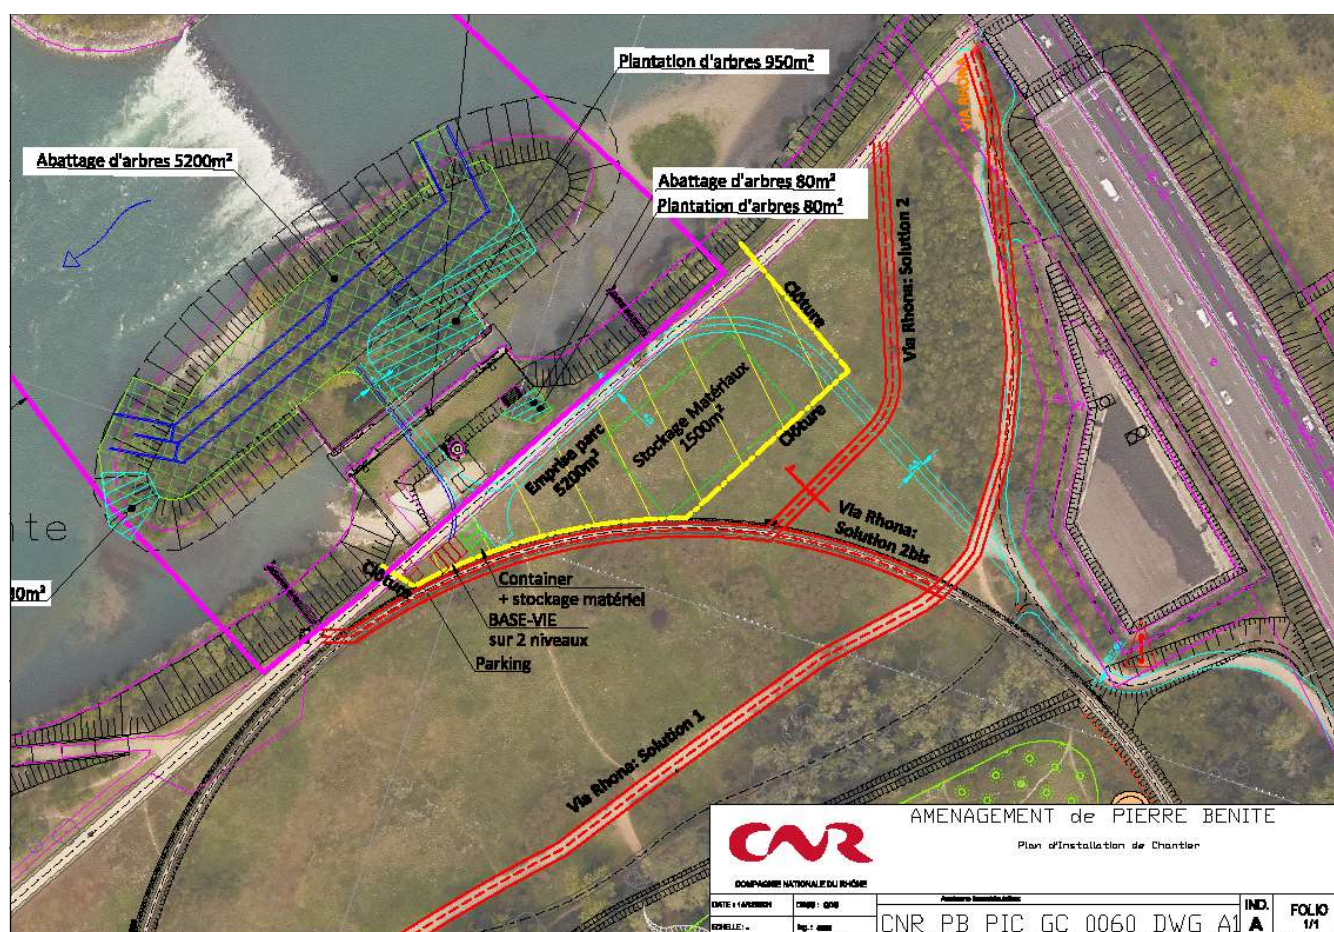 Plantation d'arbres 950m²
Abattage d'arbres 5200m²
Abattage d'arbres 80m²
Plantation d'arbres 80m²
VIA RHONA
Via Rhona: Solution 2
Clôture
Stockage Matériaux
1500m²
Emprise parc
5200m²
Clôture
Via Rhona:
Solution 2bis
Clôture
Container
+ stockage matériel
BASE-VIE
sur 2 niveaux
Parking
Via Rhona: Solution 1
CNR
COMPAGNIE NATIONALE DU RHÔNE
AMENAGEMENT de PIERRE BENITE
Plan d'Installation de Chantier
CNR PB PIC GC 0060 DWG A1
IND.
A
FOLIO
1/1